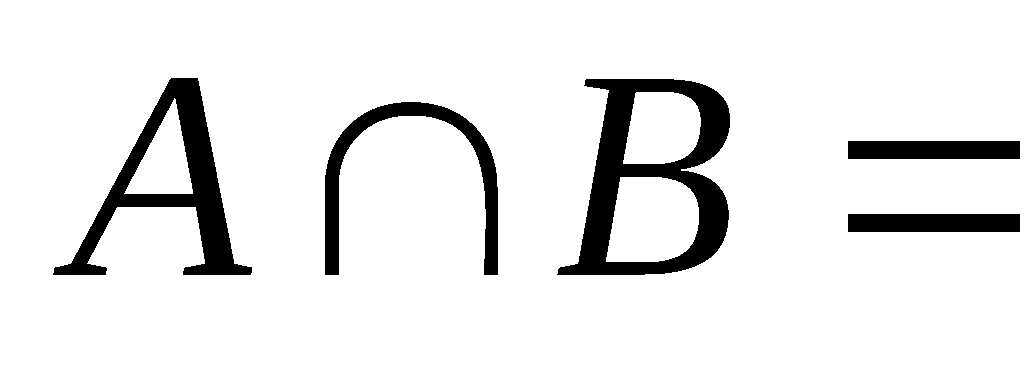 A ∩ B =